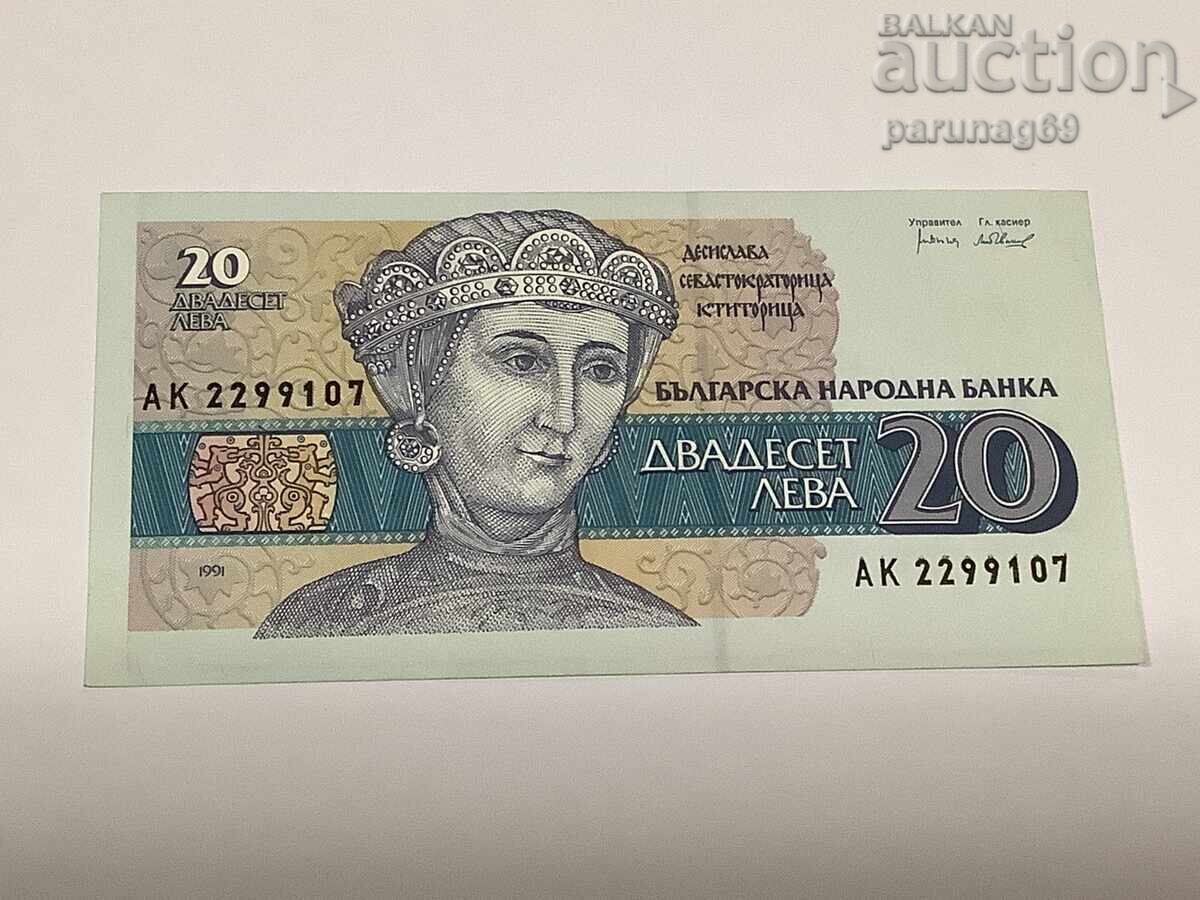 BALKAN
auction
parunag69
Управител Гл. касиер
20
ДВАДЕСЕТ
ЛЕВА
ДЕСИСЛАВА
СЕВАСТОКРАТОРИЦА
КТИТОРИЦА
АК 2299107
БЪЛГАРСКА НАРОДНА БАНКА
ДВАДЕСЕТ
ЛЕВА
20
1991
АК 2299107